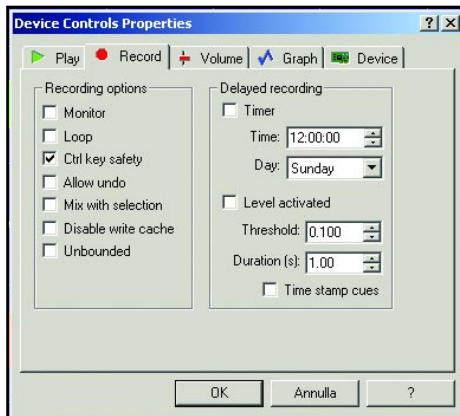 Device Controls Properties
? ×
Play Record Volume Graph Device
Recording options
Monitor
Loop
Ctrl key safety
Allow undo
Mix with selection
Disable write cache
Unbounded
Delayed recording
Timer
Time: 12:00:00
Day: Sunday
Level activated
Threshold: 0.100
Duration (s): 1.00
Time stamp cues
OK Annulla ?